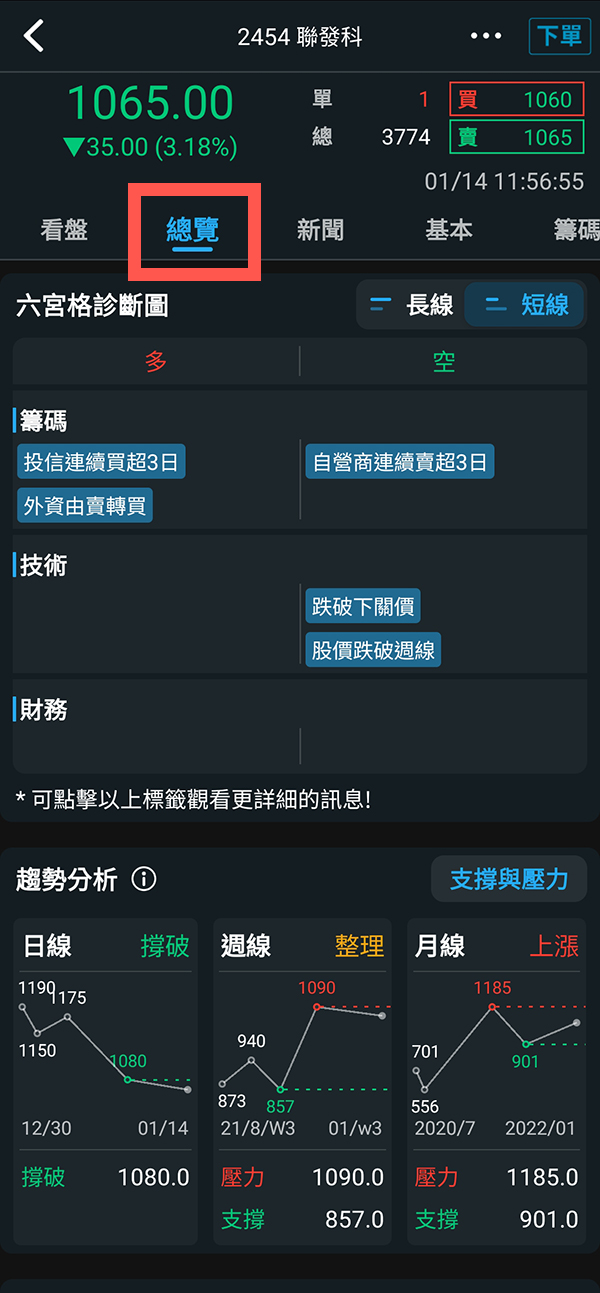 2454 聯發科 ••• 下單
1065.00 單 1 買 1060
▼35.00 (3.18%) 總 3774 賣 1065
01/14 11:56:55
看盤 總覽 新聞 基本 籌碼
六宮格診斷圖 長線 短線
多 空
籌碼
投信連續買超3日 自營商連續賣超3日
外資由賣轉買
技術
跌破下關價
股價跌破週線
財務
* 可點擊以上標籤觀看更詳細的訊息!
趨勢分析 支撐與壓力
日線 撐破
1190
1175
1150
1080
12/30 01/14
撐破 1080.0
週線 整理
1090
940
873
857
21/8/W3 01/w3
壓力 1090.0
支撐 857.0
月線 上漲
1185
701
901
556
2020/7 2022/01
壓力 1185.0
支撐 901.0